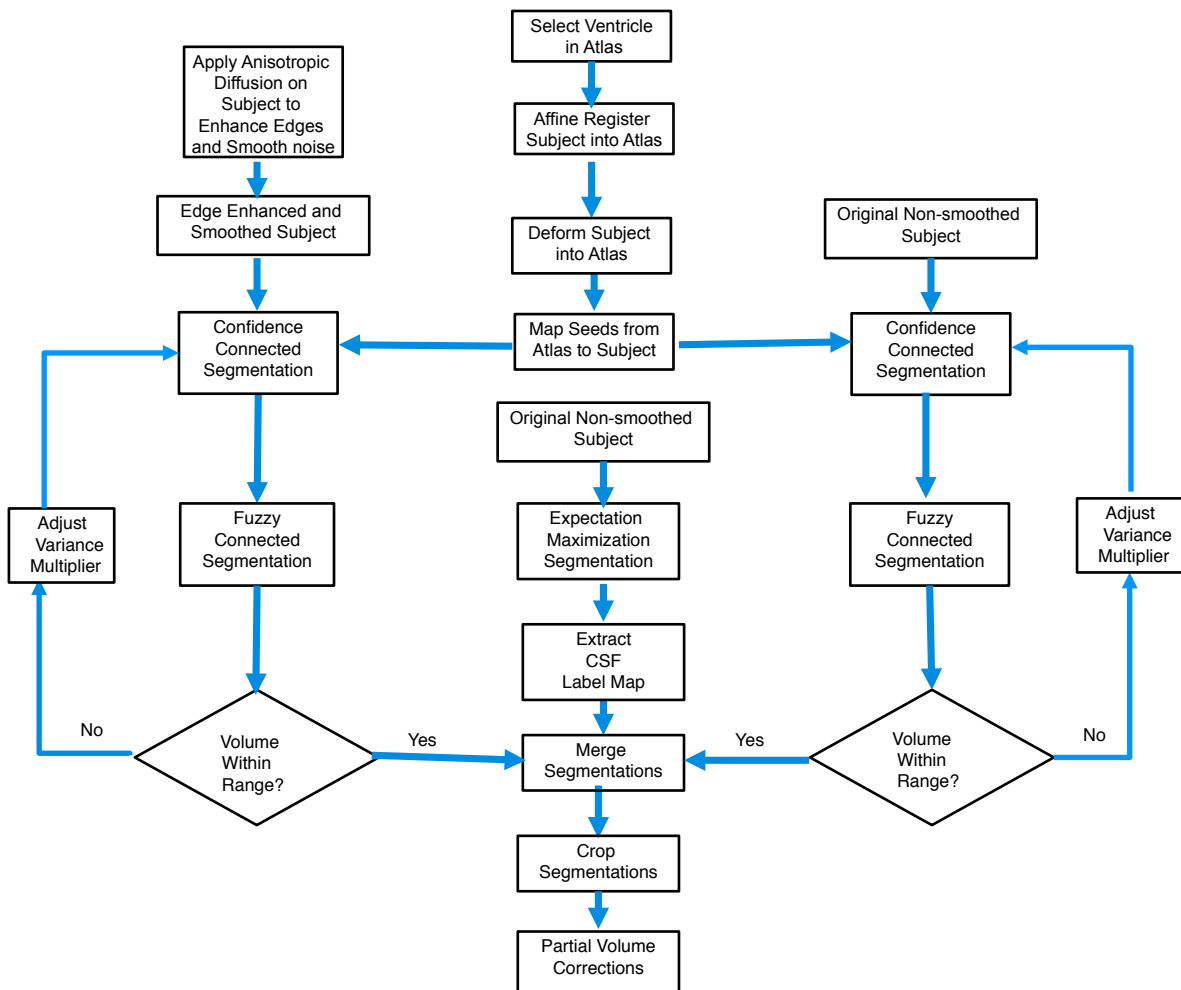 Select Ventricle
in Atlas
Apply Anisotropic
Diffusion on
Subject to
Enhance Edges
and Smooth noise
Affine Register
Subject into Atlas
Edge Enhanced and
Smoothed Subject
Deform Subject
into Atlas
Original Non-smoothed
Subject
Confidence
Connected
Segmentation
Map Seeds from
Atlas to Subject
Confidence
Connected
Segmentation
Original Non-smoothed
Subject
Adjust
Variance
Multiplier
Fuzzy
Connected
Segmentation
Expectation
Maximization
Segmentation
Fuzzy
Connected
Segmentation
Adjust
Variance
Multiplier
Extract
CSF
Label Map
No
Volume
Within
Range?
Yes
Merge
Segmentations
Yes
Volume
Within
Range?
No
Crop
Segmentations
Partial Volume
Corrections